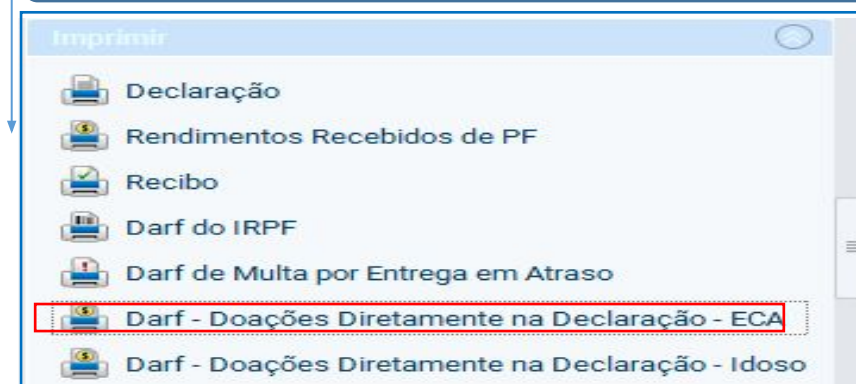 Imprimir
Declaração
Rendimentos Recebidos de PF
Recibo
Darf do IRPF
Darf de Multa por Entrega em Atraso
Darf - Doações Diretamente na Declaração - ECA
Darf - Doações Diretamente na Declaração - Idoso